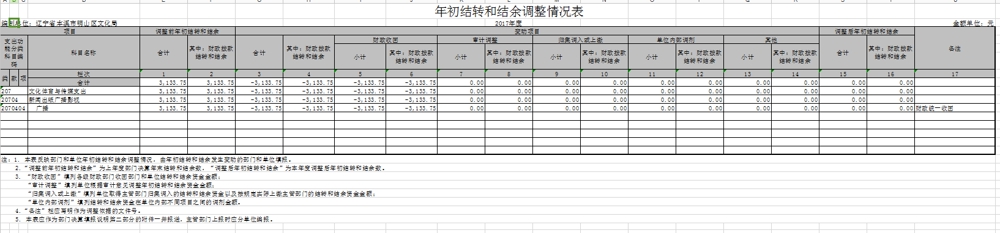 年初结转和结余调整情况表
编制单位：辽宁省本溪市明山区文化局 2017年度 金额单位：元
项目 调整前年初结转和结余 变动项目 调整后年初结转和结余 备注
支出功能分类科目编码 科目名称 合计 其中：财政拨款结转和结余 合计 其中：财政拨款结转和结余 财政收回 审计调整 归集调入或上缴 单位内部调剂 其他 合计 其中：财政拨款结转和结余
小计 其中：财政拨款结转和结余 小计 其中：财政拨款结转和结余 小计 其中：财政拨款结转和结余 小计 其中：财政拨款结转和结余 小计 其中：财政拨款结转和结余
类 款 项 栏次 1 2 3 4 5 6 7 8 9 10 11 12 13 14 15 16 17
合计 3,133.75 3,133.75 -3,133.75 -3,133.75 -3,133.75 -3,133.75 0.00 0.00 0.00 0.00 0.00 0.00 0.00 0.00 0.00 0.00
207 文化体育与传媒支出 3,133.75 3,133.75 -3,133.75 -3,133.75 -3,133.75 -3,133.75 0.00 0.00 0.00 0.00 0.00 0.00 0.00 0.00 0.00 0.00
20704 新闻出版广播影视 3,133.75 3,133.75 -3,133.75 -3,133.75 -3,133.75 -3,133.75 0.00 0.00 0.00 0.00 0.00 0.00 0.00 0.00 0.00 0.00
2070404 广播 3,133.75 3,133.75 -3,133.75 -3,133.75 -3,133.75 -3,133.75 0.00 0.00 0.00 0.00 0.00 0.00 0.00 0.00 0.00 0.00 财政统一收回
注：1. 本表反映部门和单位年初结转和结余调整情况，由年初结转和结余发生变动的部门和单位填报。
2.“调整前年初结转和结余”为上年度部门决算年末结转和结余数，“调整后年初结转和结余”为本年度调整后年初结转和结余数。
3. “财政收回”填列各级财政部门收回部门和单位结转和结余资金金额；
“审计调整”填列单位根据审计意见调整年初结转和结余资金金额；
“归集调入或上缴”填列单位取得主管部门归集调入的结转和结余资金以及按规定实际上缴主管部门的结转和结余资金金额；
“单位内部调剂”填列结转和结余资金在单位内部不同项目之间的调剂金额。
4.“备注”栏应写明作为调整依据的文件号。
5. 本表应作为部门决算填报说明第二部分的附件一并报送，主管部门上报时应分单位编报。